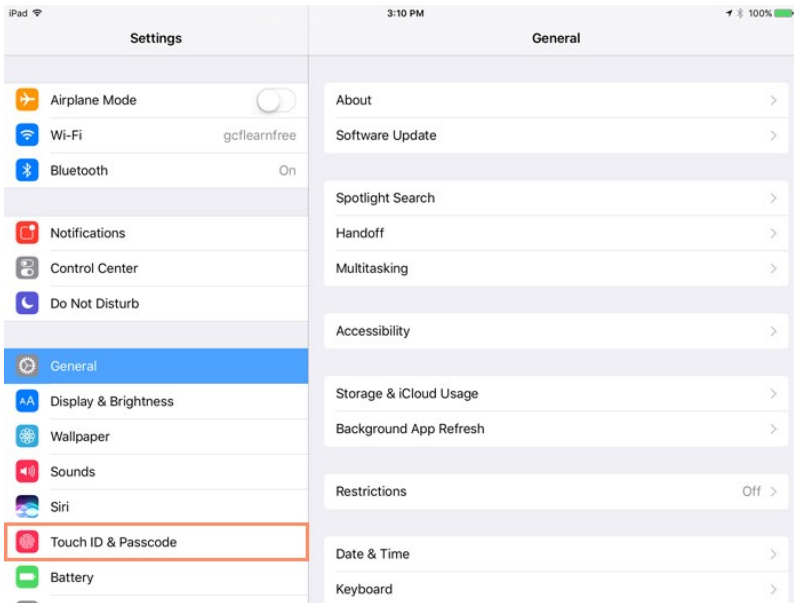 iPad
3:10 PM
100%
Settings
Airplane Mode
Wi-Fi gcflearnfree
Bluetooth On
Notifications
Control Center
Do Not Disturb
General
Display & Brightness
Wallpaper
Sounds
Siri
Touch ID & Passcode
Battery
General
About
Software Update
Spotlight Search
Handoff
Multitasking
Accessibility
Storage & iCloud Usage
Background App Refresh
Restrictions Off
Date & Time
Keyboard